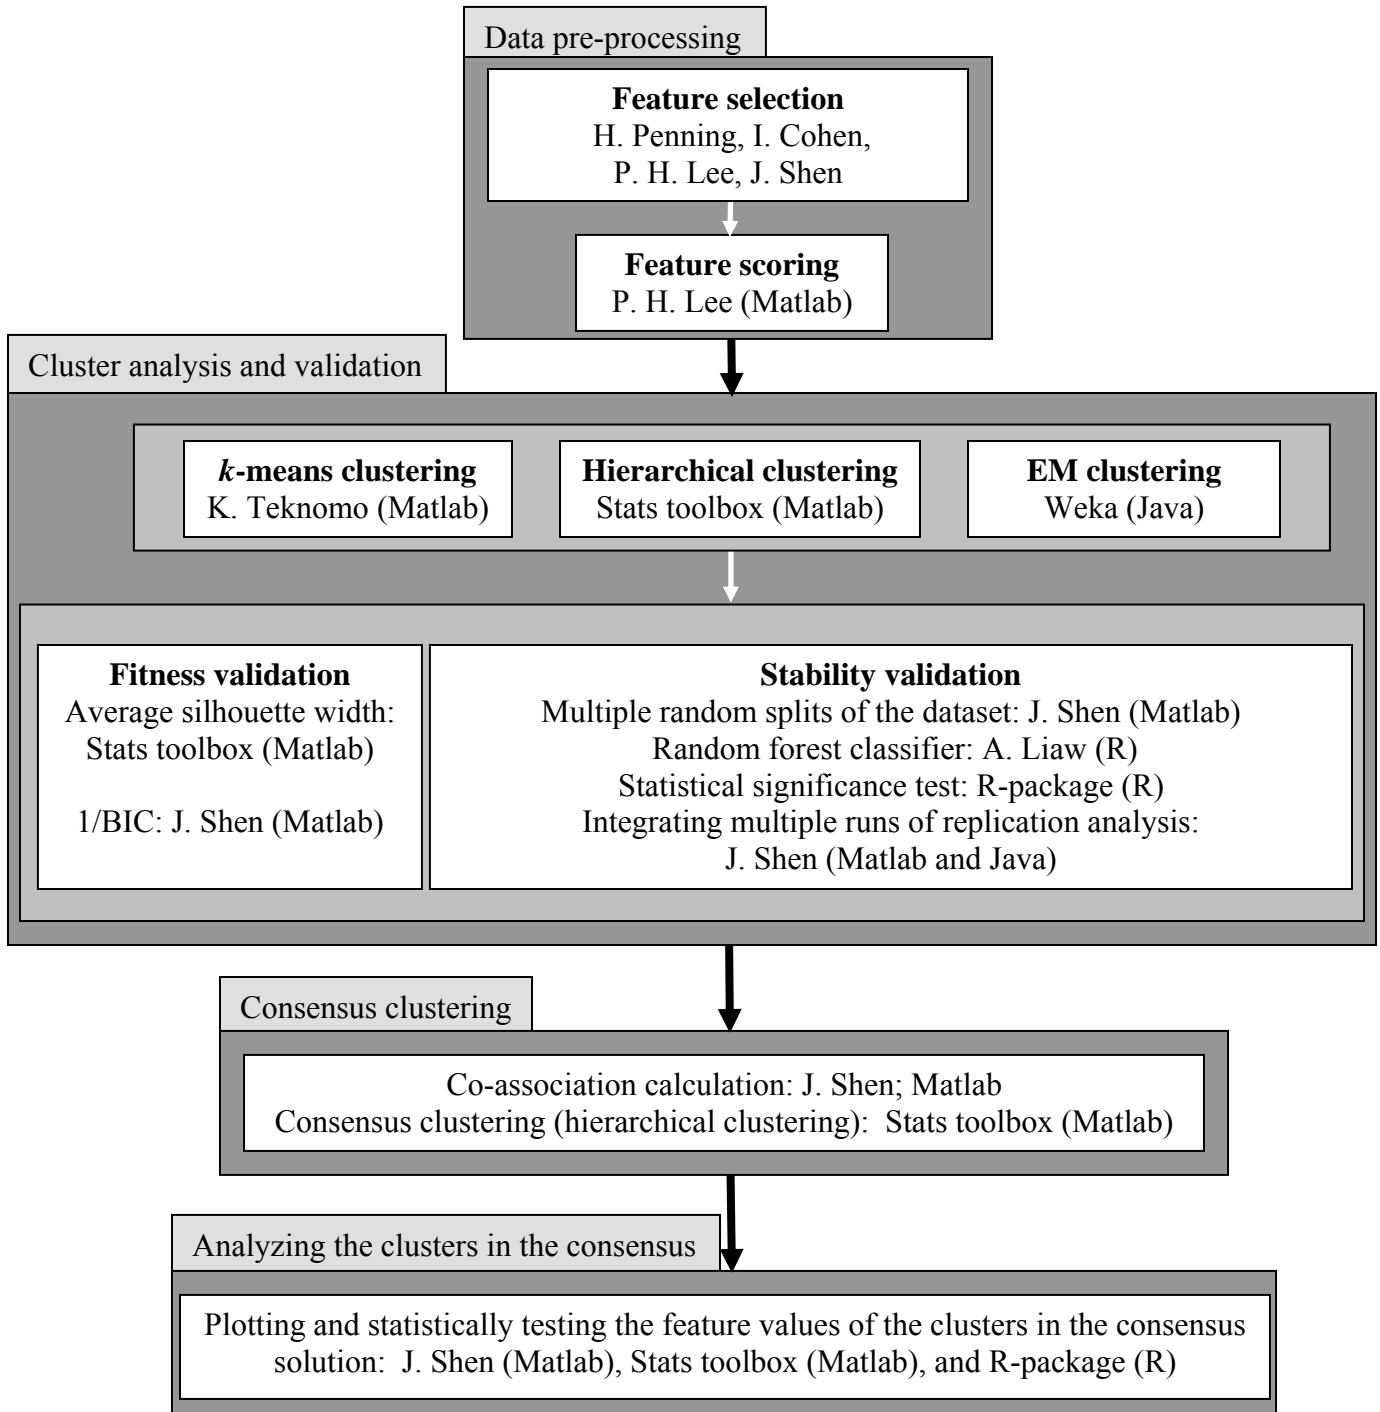 Data pre-processing
Feature selection
H. Penning, I. Cohen,
P. H. Lee, J. Shen
Feature scoring
P. H. Lee (Matlab)
Cluster analysis and validation
k-means clustering
K. Teknomo (Matlab)
Hierarchical clustering
Stats toolbox (Matlab)
EM clustering
Weka (Java)
Fitness validation
Average silhouette width:
Stats toolbox (Matlab)
1/BIC: J. Shen (Matlab)
Stability validation
Multiple random splits of the dataset: J. Shen (Matlab)
Random forest classifier: A. Liaw (R)
Statistical significance test: R-package (R)
Integrating multiple runs of replication analysis:
J. Shen (Matlab and Java)
Consensus clustering
Co-association calculation: J. Shen; Matlab
Consensus clustering (hierarchical clustering):  Stats toolbox (Matlab)
Analyzing the clusters in the consensus
Plotting and statistically testing the feature values of the clusters in the consensus
solution:  J. Shen (Matlab), Stats toolbox (Matlab), and R-package (R)